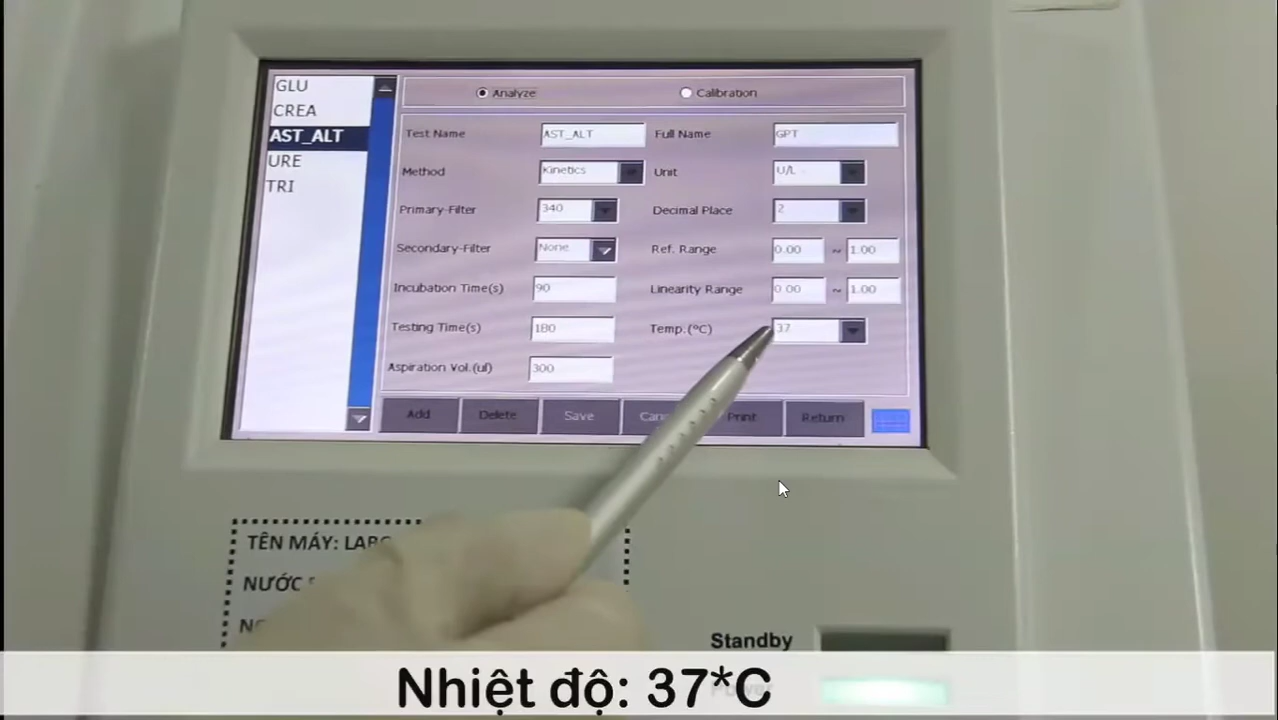 GLU
CREA
AST_ALT
URE
TRI
Analyze Calibration
Test Name AST_ALT Full Name GPT
Method Kinetics Unit U/L
Primary-Filter 340 Decimal Place 2
Secondary-Filter None Ref. Range 0.00 ~ 1.00
Incubation Time(s) 90 Linearity Range 0.00 ~ 1.00
Testing Time(s) 180 Temp.(ºC) 37
Aspiration Vol.(ul) 300
Add Delete Save Print Return
TÊN MÁY:
NƯỚC
Standby
Nhiệt độ: 37*C